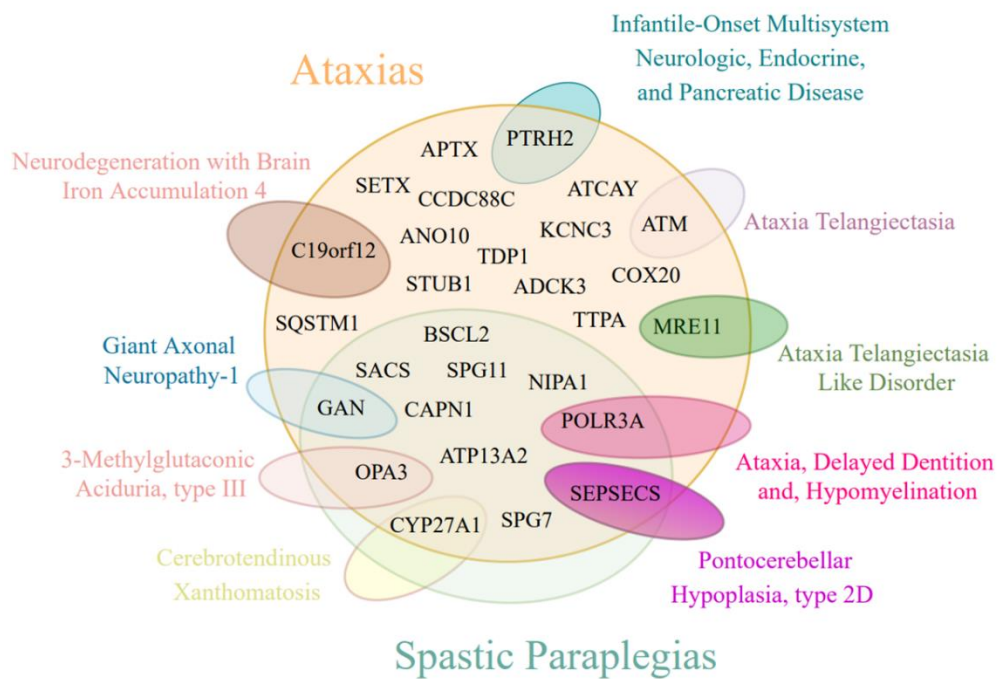 Infantile-Onset Multisystem
Neurologic, Endocrine,
and Pancreatic Disease
Ataxias
PTRH2
APTX
Neurodegeneration with Brain
Iron Accumulation 4
SETX
CCDC88C
ATCAY
ATM
Ataxia Telangiectasia
C19orf12
ANO10
KCNC3
TDP1
STUB1
ADCK3
COX20
SQSTM1
BSCL2
TTPA
MRE11
Giant Axonal
Neuropathy-1
Ataxia Telangiectasia
Like Disorder
SACS
SPG11
NIPA1
GAN
CAPN1
POLR3A
3-Methylglutaconic
Aciduria, type III
OPA3
ATP13A2
Ataxia, Delayed Dentition
and, Hypomyelination
SEPSECS
CYP27A1
SPG7
Cerebrotendinous
Xanthomatosis
Pontocerebellar
Hypoplasia, type 2D
Spastic Paraplegias